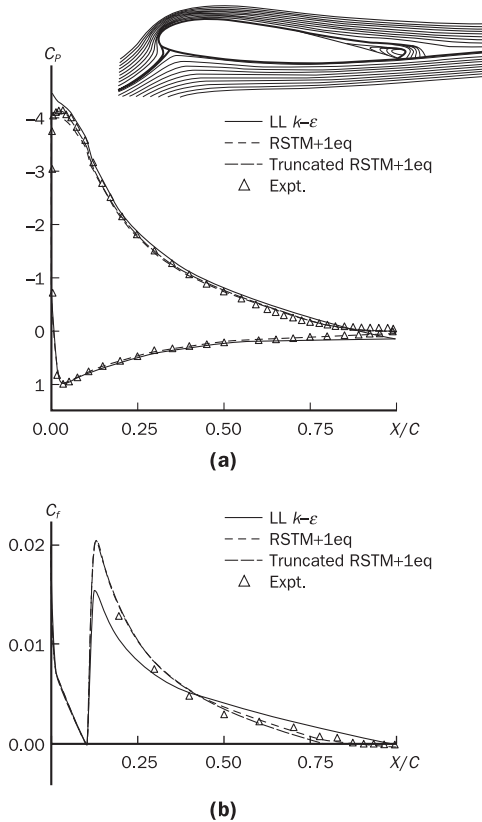 C_P
−4
−3
−2
−1
0
1
LL k–ε
RSTM+1eq
Truncated RSTM+1eq
Expt.
0.00 0.25 0.50 0.75 X/C
(a)
C_f
0.02
0.01
0.00
LL k–ε
RSTM+1eq
Truncated RSTM+1eq
Expt.
0.25 0.50 0.75 X/C
(b)